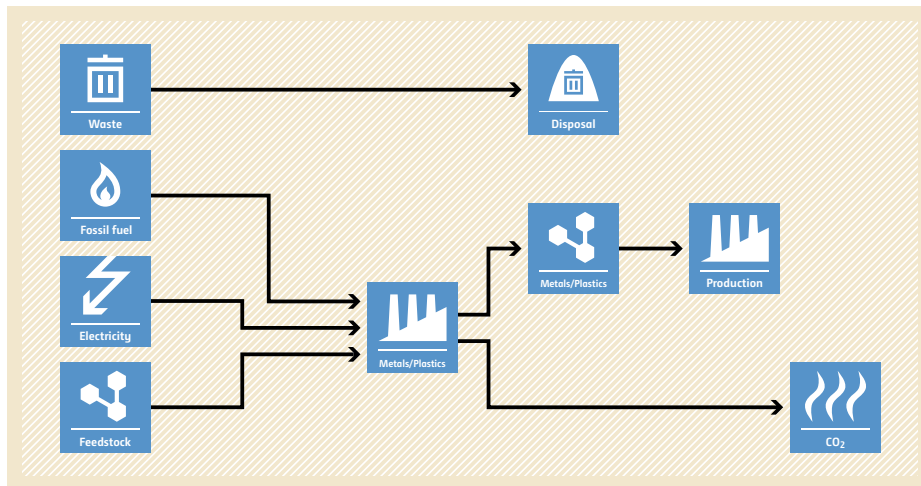 Waste
Disposal
Fossil fuel
Metals/Plastics
Production
Electricity
Metals/Plastics
Feedstock
CO₂